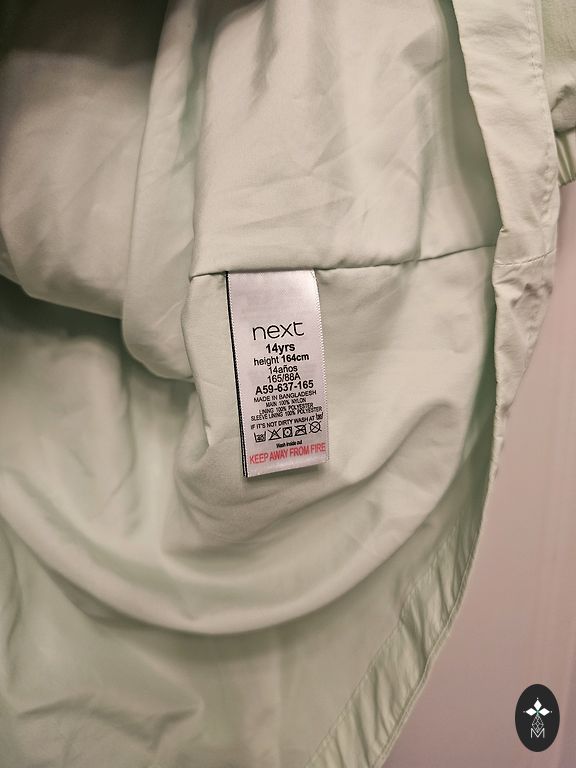 next
14yrs
height 164cm
14años
165/88A
A59-637-165
MADE IN BANGLADESH
MAIN 100% NYLON
LINING 100% POLYESTER
SLEEVE LINING 100% POLYESTER
IF IT'S NOT DIRTY WASH AT
Wash inside out
KEEP AWAY FROM FIRE
M